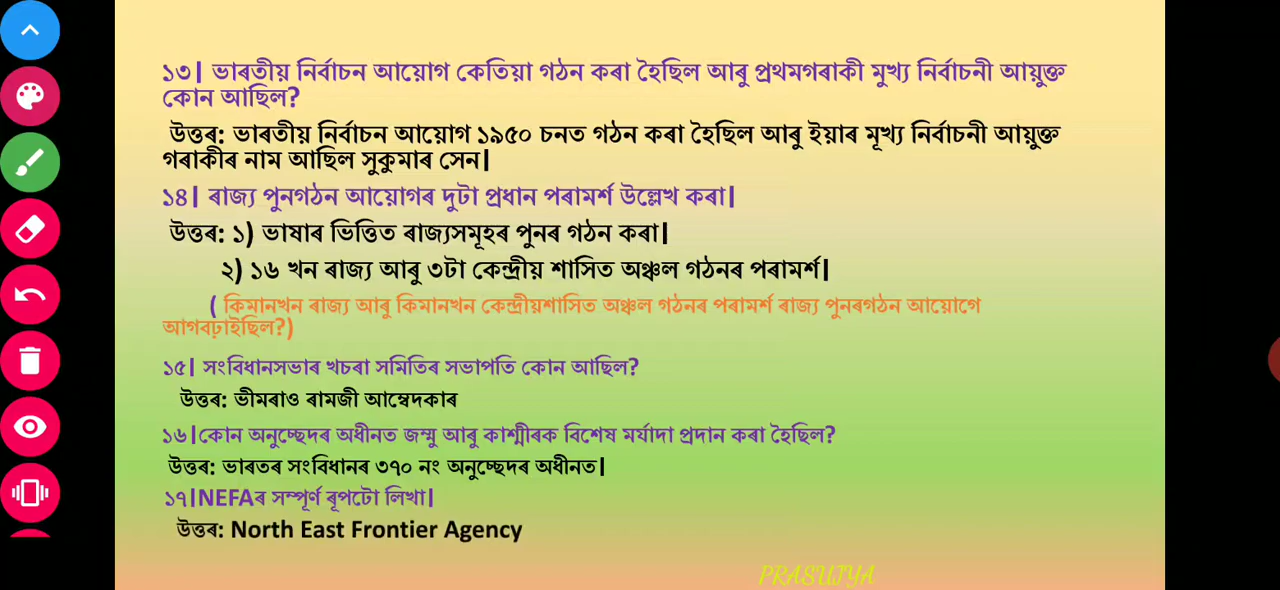 ১৩| ভাৰতীয় নিৰ্বাচন আয়োগ কেতিয়া গঠন কৰা হৈছিল আৰু প্ৰথমগৰাকী মুখ্য নিৰ্বাচনী আয়ুক্ত
কোন আছিল?
উত্তৰ: ভাৰতীয় নিৰ্বাচন আয়োগ ১৯৫০ চনত গঠন কৰা হৈছিল আৰু ইয়াৰ মূখ্য নিৰ্বাচনী আয়ুক্ত
গৰাকীৰ নাম আছিল সুকুমাৰ সেন|
১৪| ৰাজ্য পুনগঠন আয়োগৰ দুটা প্ৰধান পৰামৰ্শ উল্লেখ কৰা|
উত্তৰ: ১) ভাষাৰ ভিত্তিত ৰাজ্যসমূহৰ পুনৰ গঠন কৰা|
২) ১৬ খন ৰাজ্য আৰু ৩টা কেন্দ্ৰীয় শাসিত অঞ্চল গঠনৰ পৰামৰ্শ|
( কিমানখন ৰাজ্য আৰু কিমানখন কেন্দ্ৰীয়শাসিত অঞ্চল গঠনৰ পৰামৰ্শ ৰাজ্য পুনৰগঠন আয়োগে
আগবঢ়াইছিল?)
১৫| সংবিধানসভাৰ খচৰা সমিতিৰ সভাপতি কোন আছিল?
উত্তৰ: ভীমৰাও ৰামজী আম্বেদকাৰ
১৬|কোন অনুচ্ছেদৰ অধীনত জম্মু আৰু কাশ্মীৰক বিশেষ মৰ্যাদা প্ৰদান কৰা হৈছিল?
উত্তৰ: ভাৰতৰ সংবিধানৰ ৩৭০ নং অনুচ্ছেদৰ অধীনত|
১৭|NEFAৰ সম্পূৰ্ণ ৰূপটো লিখা|
উত্তৰ: North East Frontier Agency
PRASUJYA